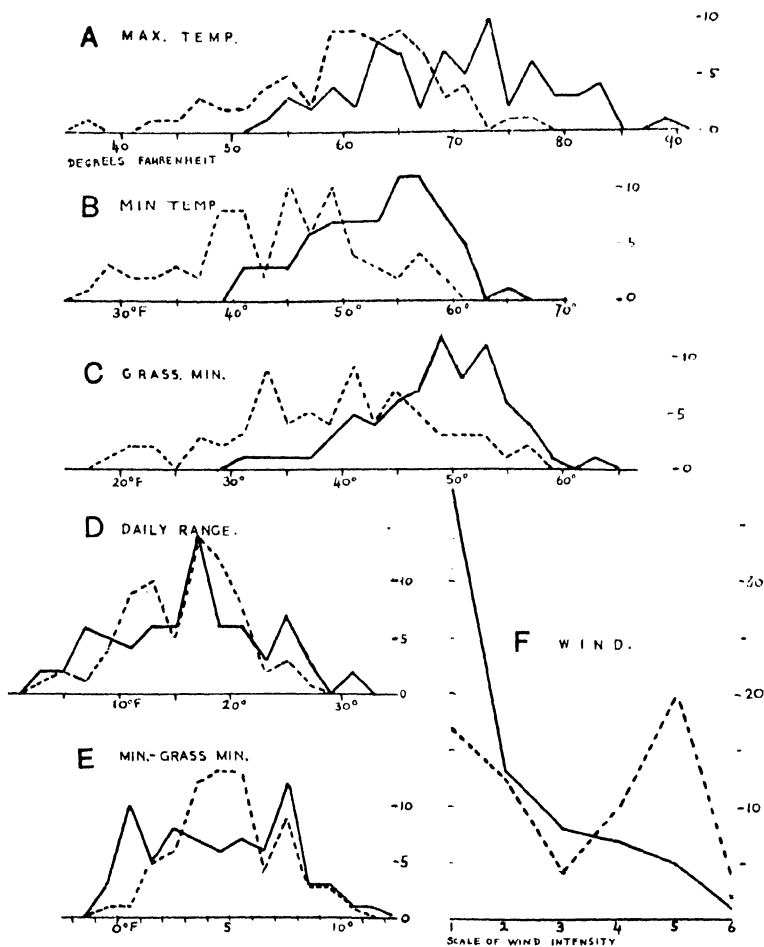 A MAX. TEMP.
-10
-5
-0
40 50 60 70 80 90
DEGREES FAHRENHEIT
B MIN TEMP
-10
5
-0
30°F 40° 50° 60° 70°
C GRASS. MIN.
-10
-5
-0
20°F 30° 40° 50° 60°
D DAILY RANGE.
-10
-5
0
10°F 20° 30°
F WIND.
-30
-20
-10
1 2 3 4 5 6
SCALE OF WIND INTENSITY
E MIN.-GRASS MIN.
-10
-5
0
0°F 5 10°